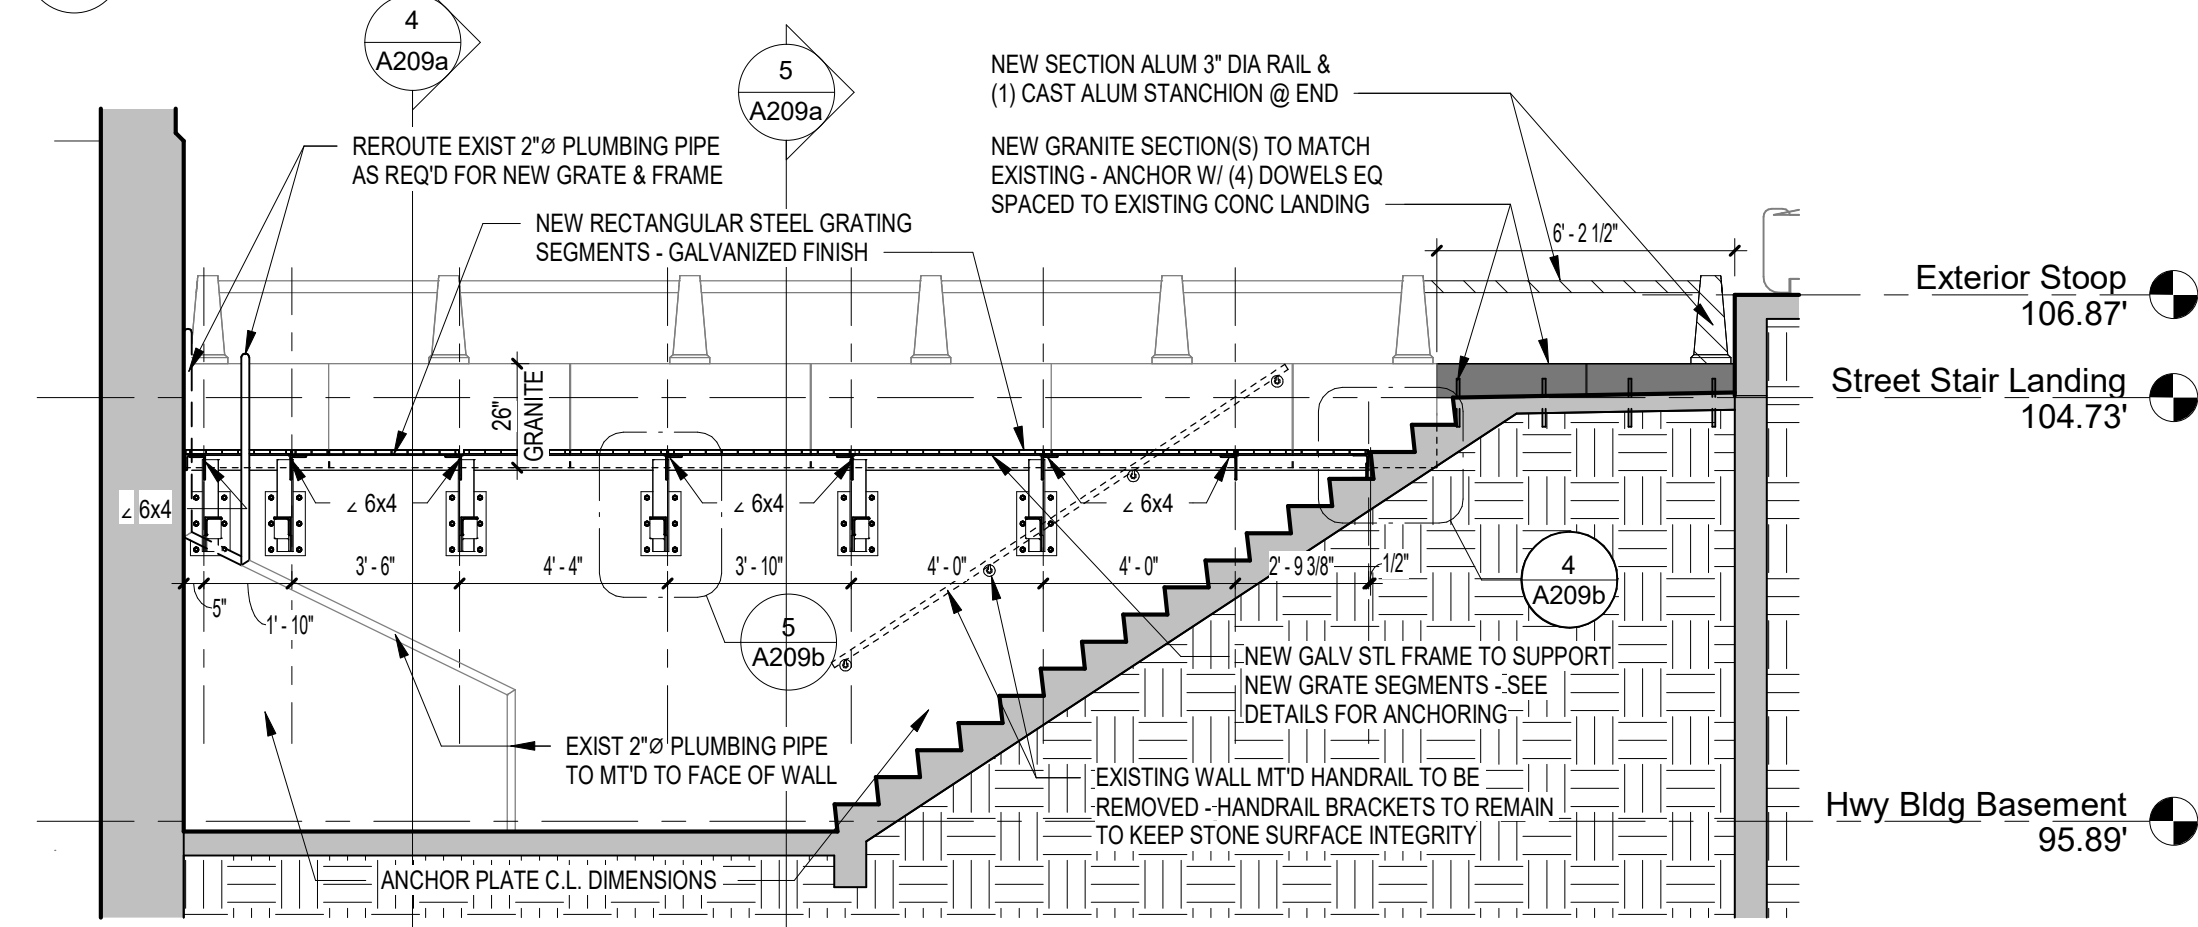 4
A209a
5
A209a
NEW SECTION ALUM 3" DIA RAIL &
(1) CAST ALUM STANCHION @ END
REROUTE EXIST 2"Ø PLUMBING PIPE
AS REQ'D FOR NEW GRATE & FRAME
NEW GRANITE SECTION(S) TO MATCH
EXISTING - ANCHOR W/ (4) DOWELS EQ
SPACED TO EXISTING CONC LANDING
NEW RECTANGULAR STEEL GRATING
SEGMENTS - GALVANIZED FINISH
6' - 2 1/2"
Exterior Stoop
106.87'
Street Stair Landing
104.73'
26"
GRANITE
∠ 6x4
∠ 6x4
∠ 6x4
∠ 6x4
3' - 6"
4' - 4"
3' - 10"
4' - 0"
4' - 0"
2' - 9 3/8"
1/2"
5"
1' - 10"
4
A209b
5
A209b
NEW GALV STL FRAME TO SUPPORT
NEW GRATE SEGMENTS - SEE
DETAILS FOR ANCHORING
EXIST 2"Ø PLUMBING PIPE
TO MT'D TO FACE OF WALL
EXISTING WALL MT'D HANDRAIL TO BE
REMOVED - HANDRAIL BRACKETS TO REMAIN
TO KEEP STONE SURFACE INTEGRITY
Hwy Bldg Basement
95.89'
ANCHOR PLATE C.L. DIMENSIONS